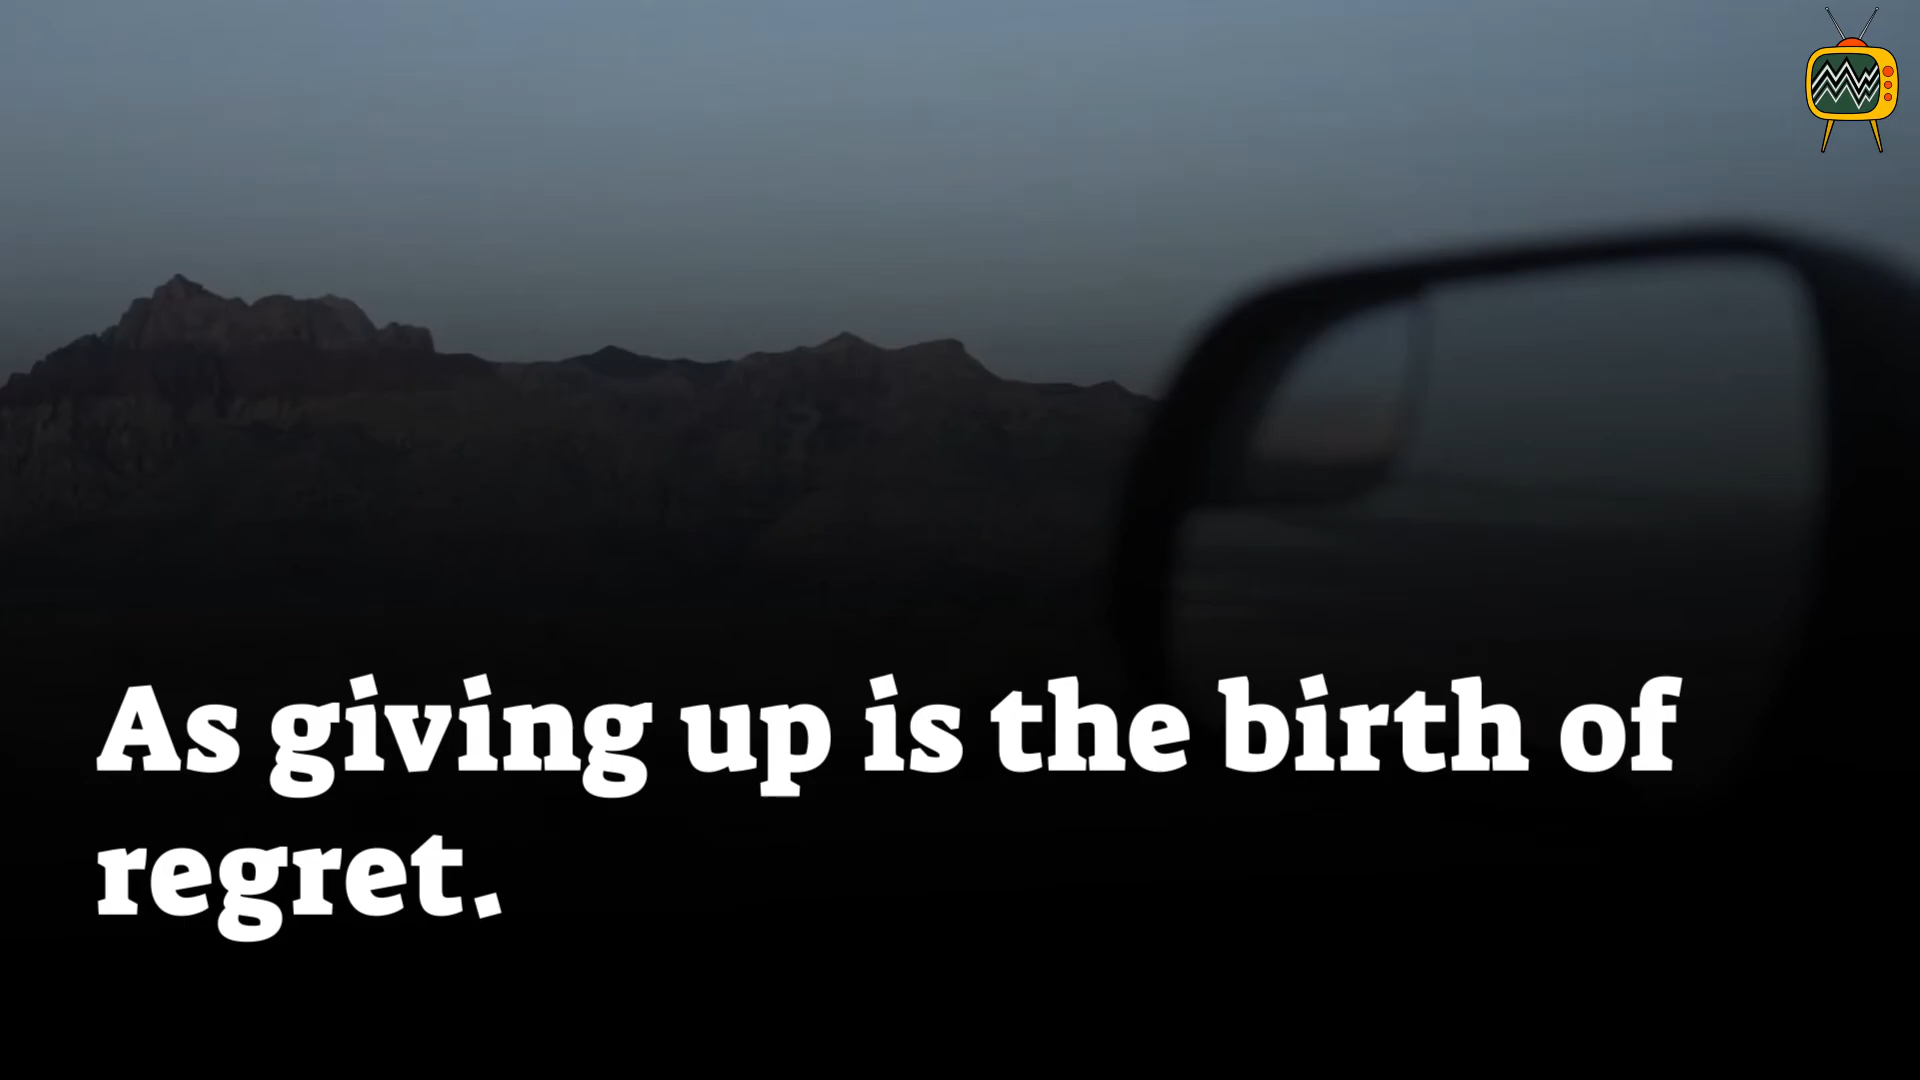 As giving up is the birth of
regret.